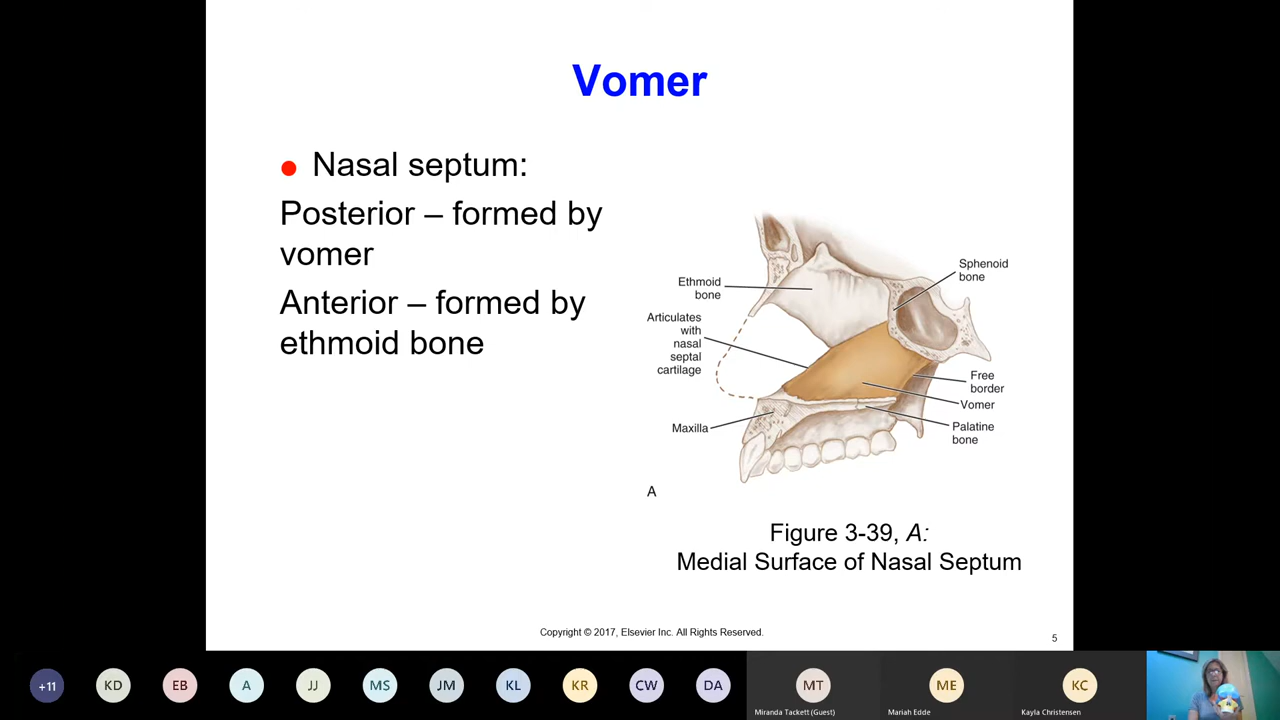 Vomer
● Nasal septum:
Posterior – formed by
vomer
Anterior – formed by
ethmoid bone
Sphenoid
bone
Ethmoid
bone
Articulates
with
nasal
septal
cartilage
Free
border
Vomer
Palatine
bone
Maxilla
A
Figure 3-39, A:
Medial Surface of Nasal Septum
Copyright © 2017, Elsevier Inc. All Rights Reserved.
5
+11
KD
EB
A
JJ
MS
JM
KL
KR
CW
DA
MT
ME
KC
Miranda Tackett (Guest)
Mariah Edde
Kayla Christensen